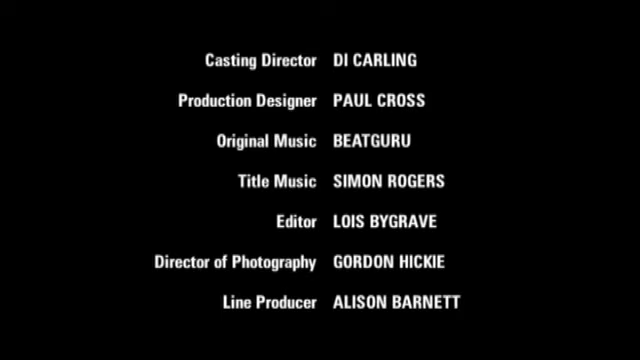 Casting Director DI CARLING
Production Designer PAUL CROSS
Original Music BEATGURU
Title Music SIMON ROGERS
Editor LOIS BYGRAVE
Director of Photography GORDON HICKIE
Line Producer ALISON BARNETT